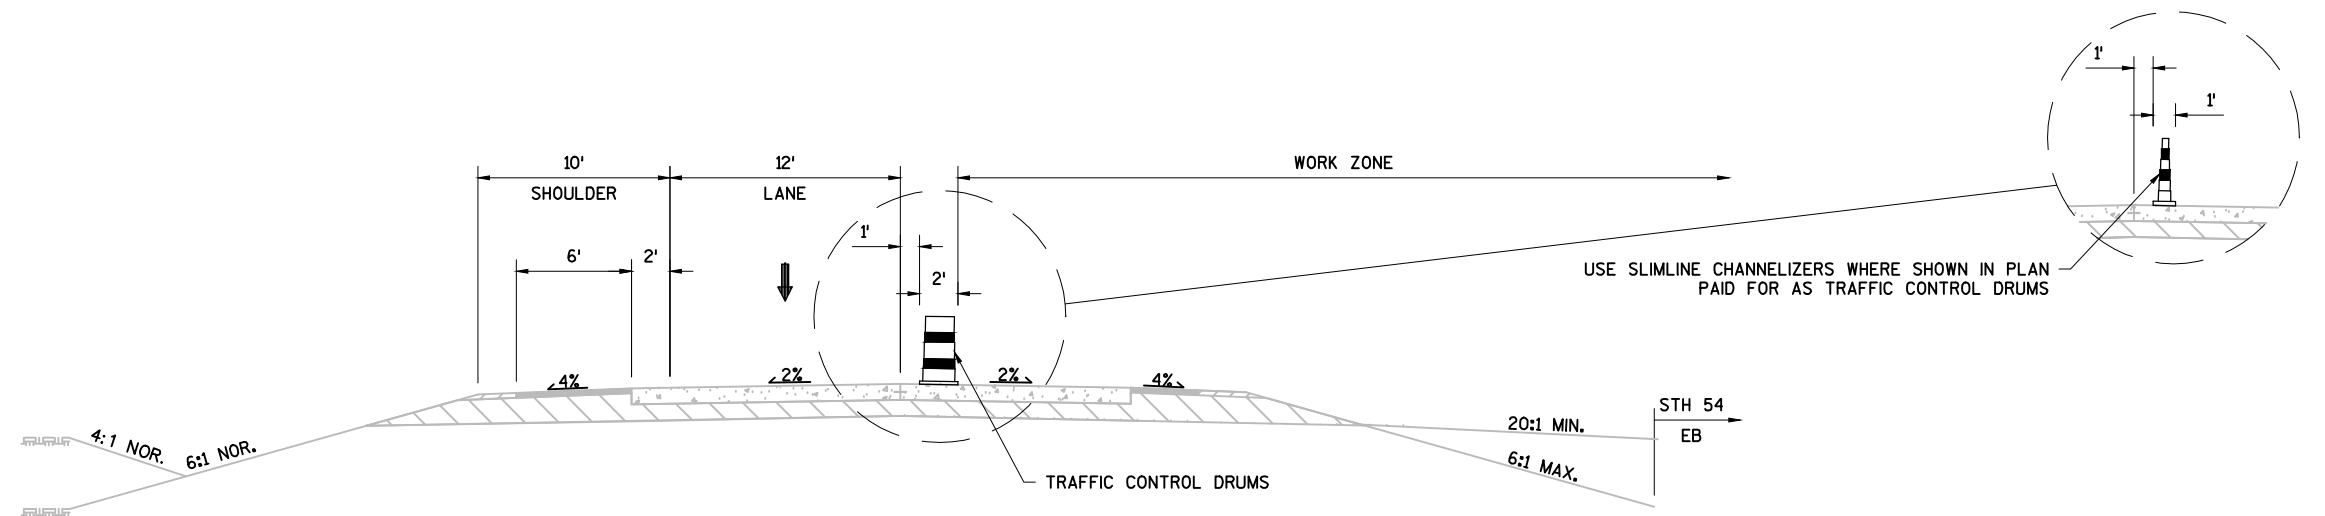 1'
1'
10'
12'
WORK ZONE
SHOULDER
LANE
1'
6'
2'
2'
USE SLIMLINE CHANNELIZERS WHERE SHOWN IN PLAN
PAID FOR AS TRAFFIC CONTROL DRUMS
4%
2%
2%
4%
STH 54
EB
20:1 MIN.
4:1 NOR.
6:1 NOR.
6:1 MAX.
TRAFFIC CONTROL DRUMS